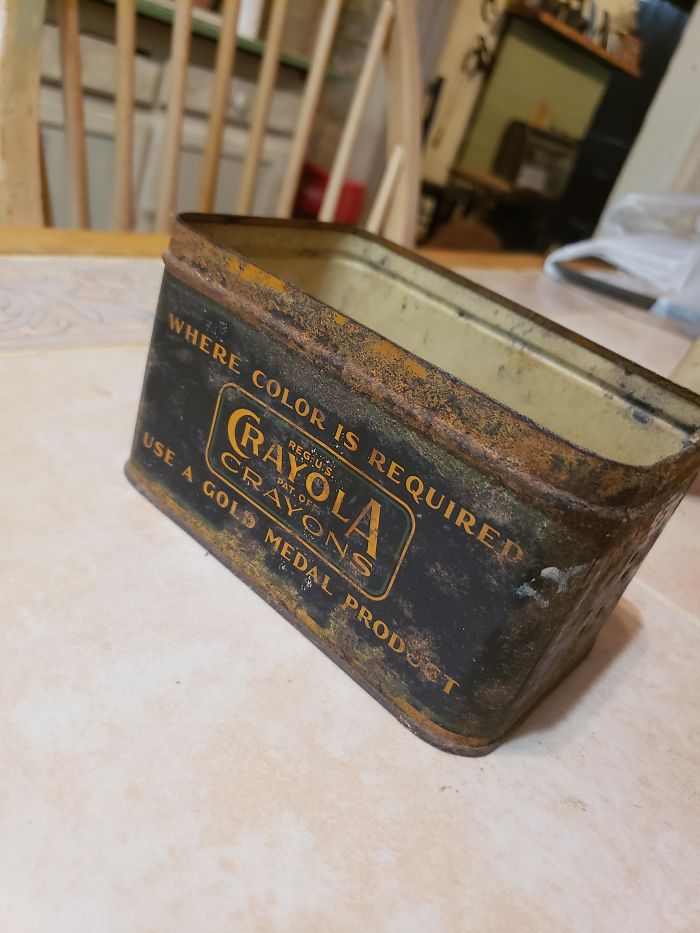 WHERE COLOR IS REQUIRED
CRAYOLA
REG. U.S.
PAT. OFF.
CRAYONS
USE A GOLD MEDAL PRODUCT